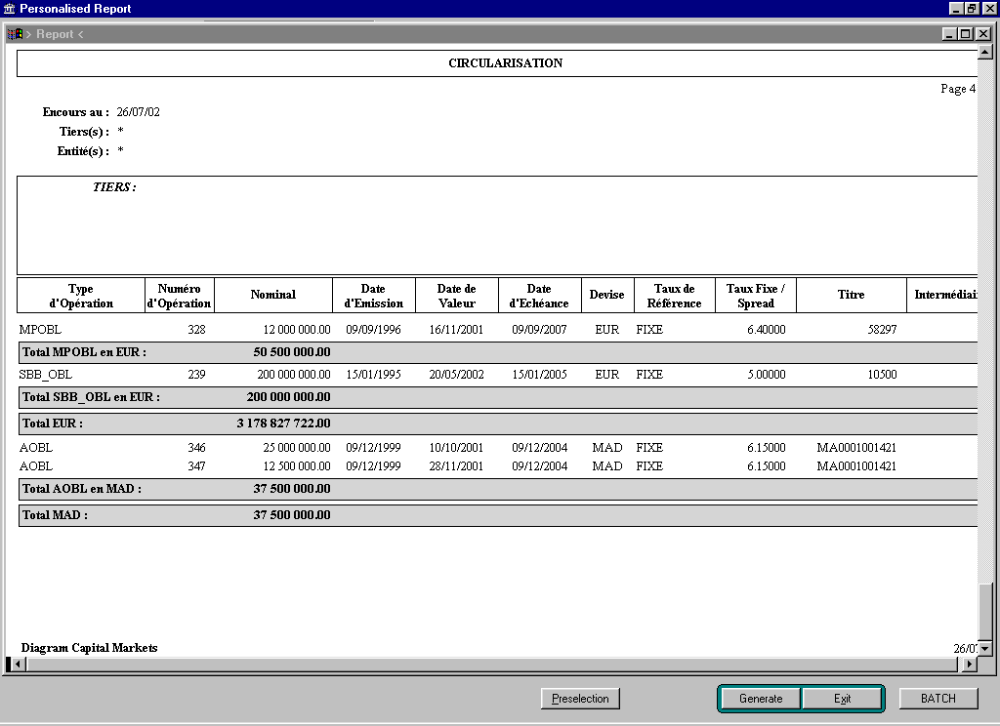 Personalised Report
> Report <
CIRCULARISATION
Page 4
Encours au : 26/07/02
Tiers(s) : *
Entité(s) : *
TIERS :
Type d'Opération Numéro d'Opération Nominal Date d'Emission Date de Valeur Date d'Echéance Devise Taux de Référence Taux Fixe / Spread Titre Intermédiai
MPOBL 328 12 000 000.00 09/09/1996 16/11/2001 09/09/2007 EUR FIXE 6.40000 58297
Total MPOBL en EUR : 50 500 000.00
SBB_OBL 239 200 000 000.00 15/01/1995 20/05/2002 15/01/2005 EUR FIXE 5.00000 10500
Total SBB_OBL en EUR : 200 000 000.00
Total EUR : 3 178 827 722.00
AOBL 346 25 000 000.00 09/12/1999 10/10/2001 09/12/2004 MAD FIXE 6.15000 MA0001001421
AOBL 347 12 500 000.00 09/12/1999 28/11/2001 09/12/2004 MAD FIXE 6.15000 MA0001001421
Total AOBL en MAD : 37 500 000.00
Total MAD : 37 500 000.00
Diagram Capital Markets 26/07
Preselection Generate Exit BATCH